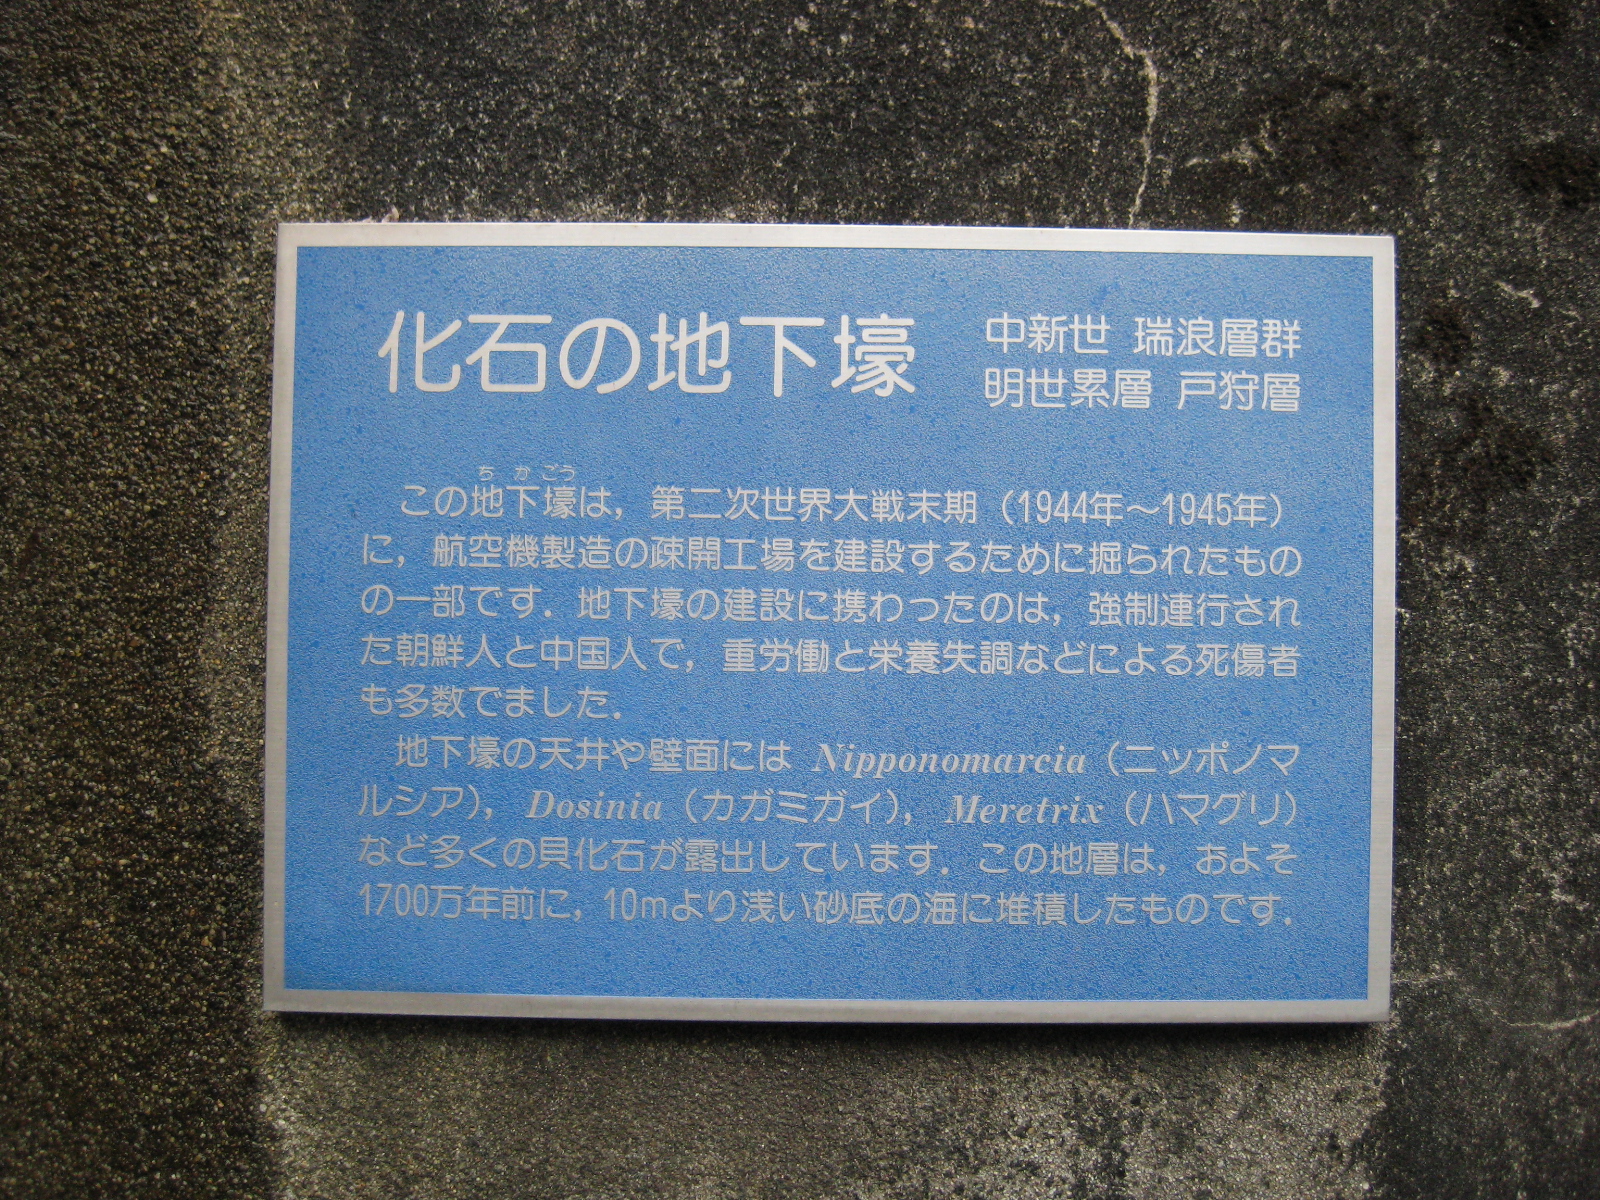 化石の地下壕
中新世 瑞浪層群
明世累層 戸狩層
ちかごう
この地下壕は，第二次世界大戦末期（1944年～1945年）
に，航空機製造の疎開工場を建設するために掘られたもの
の一部です．地下壕の建設に携わったのは，強制連行され
た朝鮮人と中国人で，重労働と栄養失調などによる死傷者
も多数でました．
地下壕の天井や壁面には Nipponomarcia（ニッポノマ
ルシア），Dosinia（カガミガイ），Meretrix（ハマグリ）
など多くの貝化石が露出しています．この地層は，およそ
1700万年前に，10mより浅い砂底の海に堆積したものです．